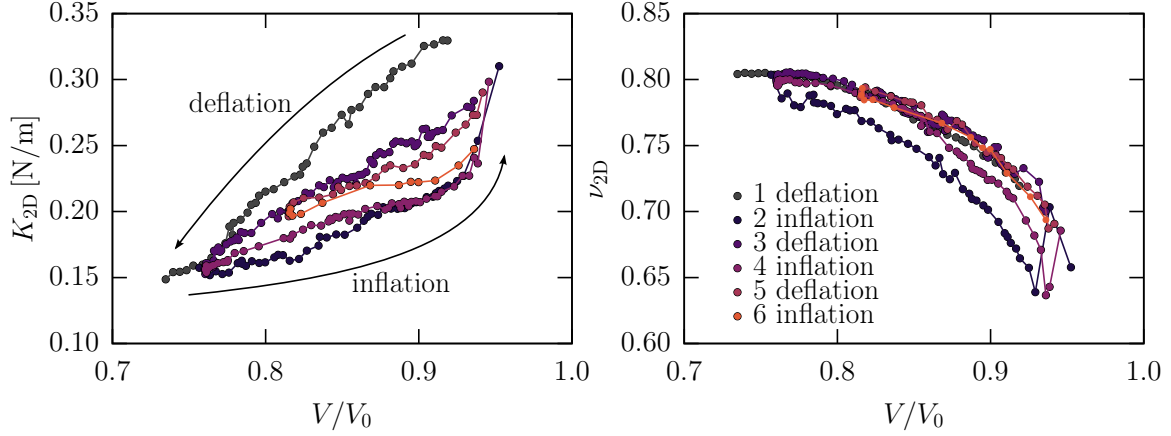 0.35
0.30
0.25
0.20
0.15
0.10
K2D [N/m]
deflation
inflation
0.7
0.8
0.9
1.0
V/V0
0.85
0.80
0.75
0.70
0.65
0.60
ν2D
1 deflation
2 inflation
3 deflation
4 inflation
5 deflation
6 inflation
0.7
0.8
0.9
1.0
V/V0